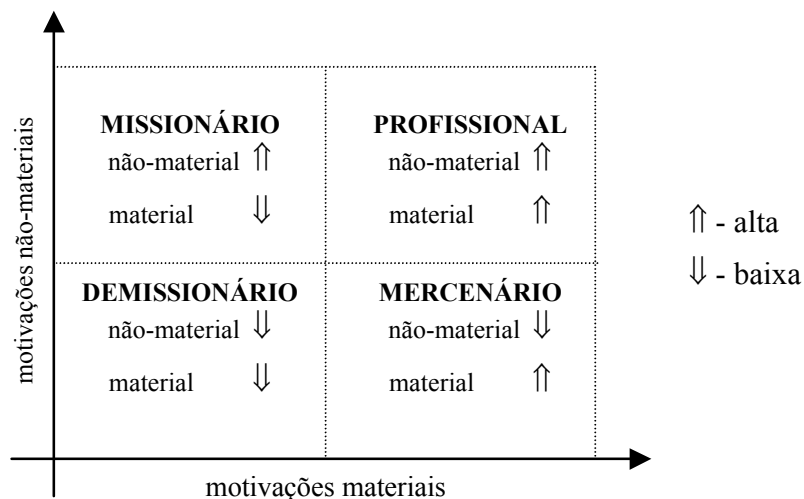 motivações não-materiais
MISSIONÁRIO
não-material ⇑
material ⇓
PROFISSIONAL
não-material ⇑
material ⇑
DEMISSIONÁRIO
não-material ⇓
material ⇓
MERCENÁRIO
não-material ⇓
material ⇑
⇑ - alta
⇓ - baixa
motivações materiais